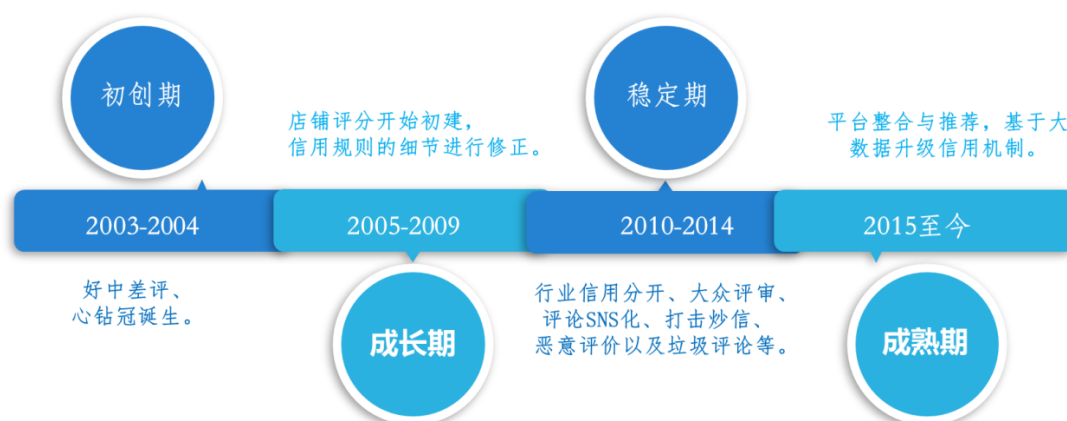 初创期
店铺评分开始初建，
信用规则的细节进行修正。
稳定期
平台整合与推荐，基于大
数据升级信用机制。
2003-2004
2005-2009
2010-2014
2015至今
好中差评、
心钻冠诞生。
成长期
行业信用分开、大众评审、
评论SNS化、打击炒信、
恶意评价以及垃圾评论等。
成熟期